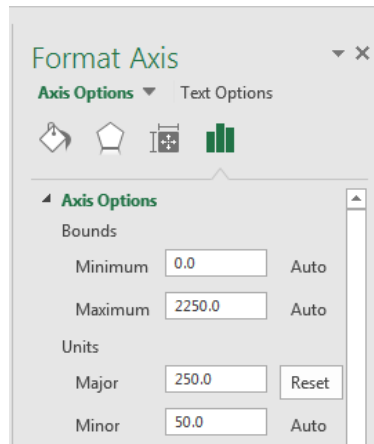 Format Axis
Axis Options Text Options
Axis Options
Bounds
Minimum 0.0 Auto
Maximum 2250.0 Auto
Units
Major 250.0 Reset
Minor 50.0 Auto